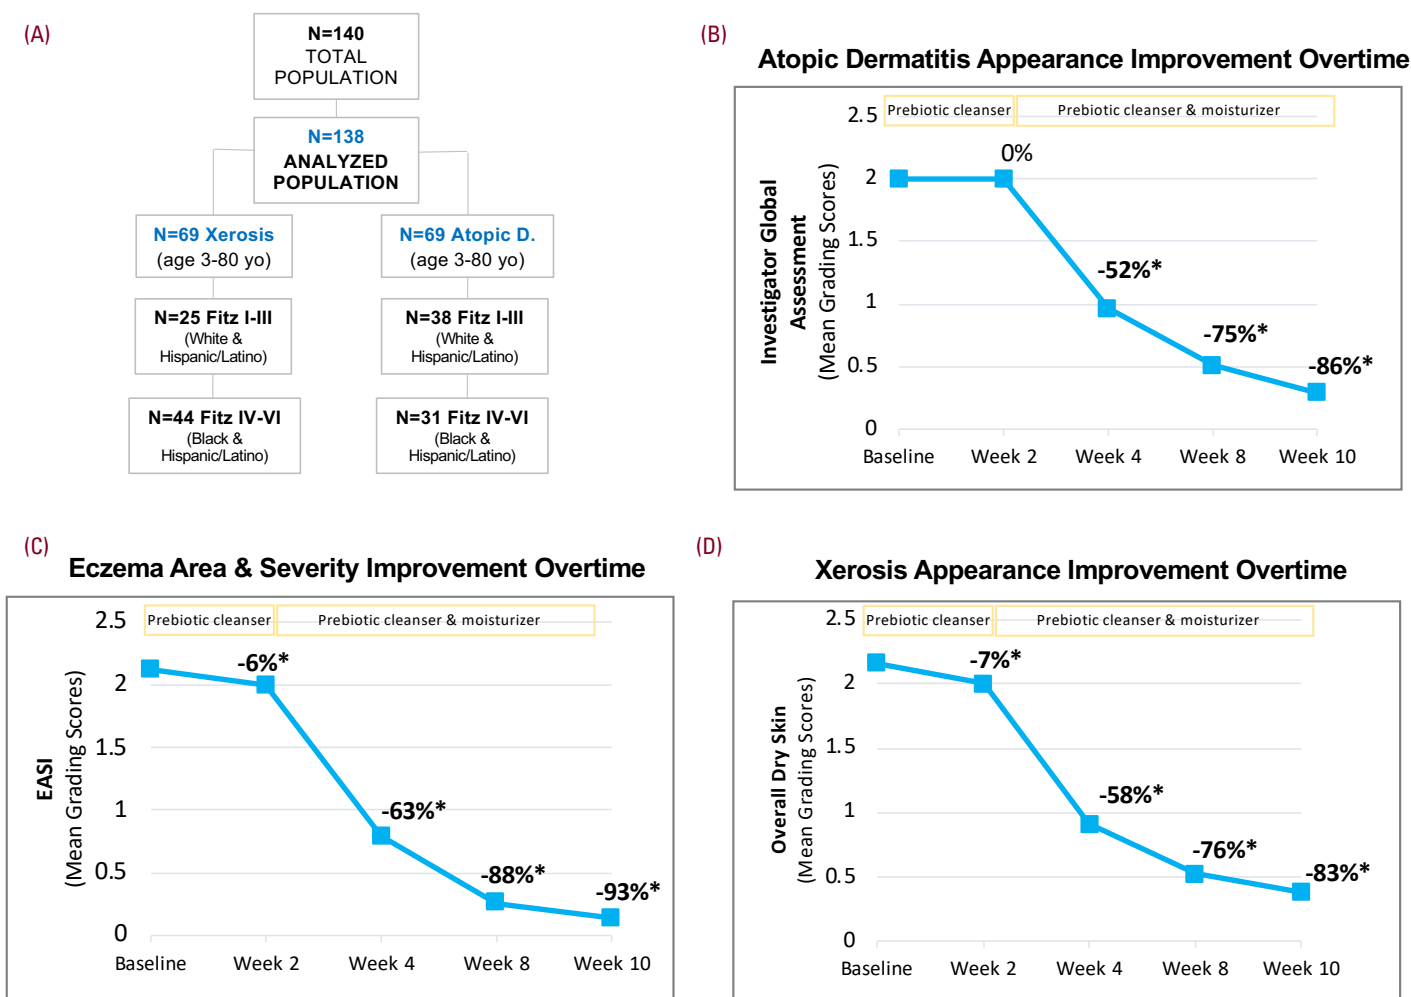 (A)
N=140
TOTAL
POPULATION
N=138
ANALYZED
POPULATION
N=69 Xerosis
(age 3-80 yo)
N=69 Atopic D.
(age 3-80 yo)
N=25 Fitz I-III
(White &
Hispanic/Latino)
N=38 Fitz I-III
(White &
Hispanic/Latino)
N=44 Fitz IV-VI
(Black &
Hispanic/Latino)
N=31 Fitz IV-VI
(Black &
Hispanic/Latino)
(B)
Atopic Dermatitis Appearance Improvement Overtime
Prebiotic cleanser
Prebiotic cleanser & moisturizer
Investigator Global
Assessment
(Mean Grading Scores)
2.5
2
1.5
1
0.5
0
0%
-52%*
-75%*
-86%*
Baseline
Week 2
Week 4
Week 8
Week 10
(C)
Eczema Area & Severity Improvement Overtime
Prebiotic cleanser
Prebiotic cleanser & moisturizer
EASI
(Mean Grading Scores)
2.5
2
1.5
1
0.5
0
-6%*
-63%*
-88%*
-93%*
Baseline
Week 2
Week 4
Week 8
Week 10
(D)
Xerosis Appearance Improvement Overtime
Prebiotic cleanser
Prebiotic cleanser & moisturizer
Overall Dry Skin
(Mean Grading Scores)
2.5
2
1.5
1
0.5
0
-7%*
-58%*
-76%*
-83%*
Baseline
Week 2
Week 4
Week 8
Week 10